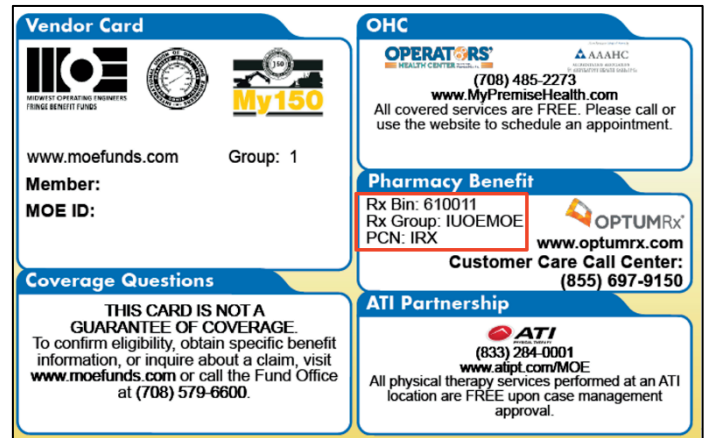 Vendor Card
MIDWEST OPERATING ENGINEERS
FRINGE BENEFIT FUNDS
150
My150
www.moefunds.com Group: 1
Member:
MOE ID:
Coverage Questions
THIS CARD IS NOT A
GUARANTEE OF COVERAGE.
To confirm eligibility, obtain specific benefit
information, or inquire about a claim, visit
www.moefunds.com or call the Fund Office
at (708) 579-6600.
OHC
OPERATORS'
HEALTH CENTER
AAAHC
(708) 485-2273
www.MyPremiseHealth.com
All covered services are FREE. Please call or
use the website to schedule an appointment.
Pharmacy Benefit
Rx Bin: 610011
Rx Group: IUOEMOE
PCN: IRX
OPTUMRx
www.optumrx.com
Customer Care Call Center:
(855) 697-9150
ATI Partnership
ATI
PHYSICAL THERAPY
(833) 284-0001
www.atipt.com/MOE
All physical therapy services performed at an ATI
location are FREE upon case management
approval.